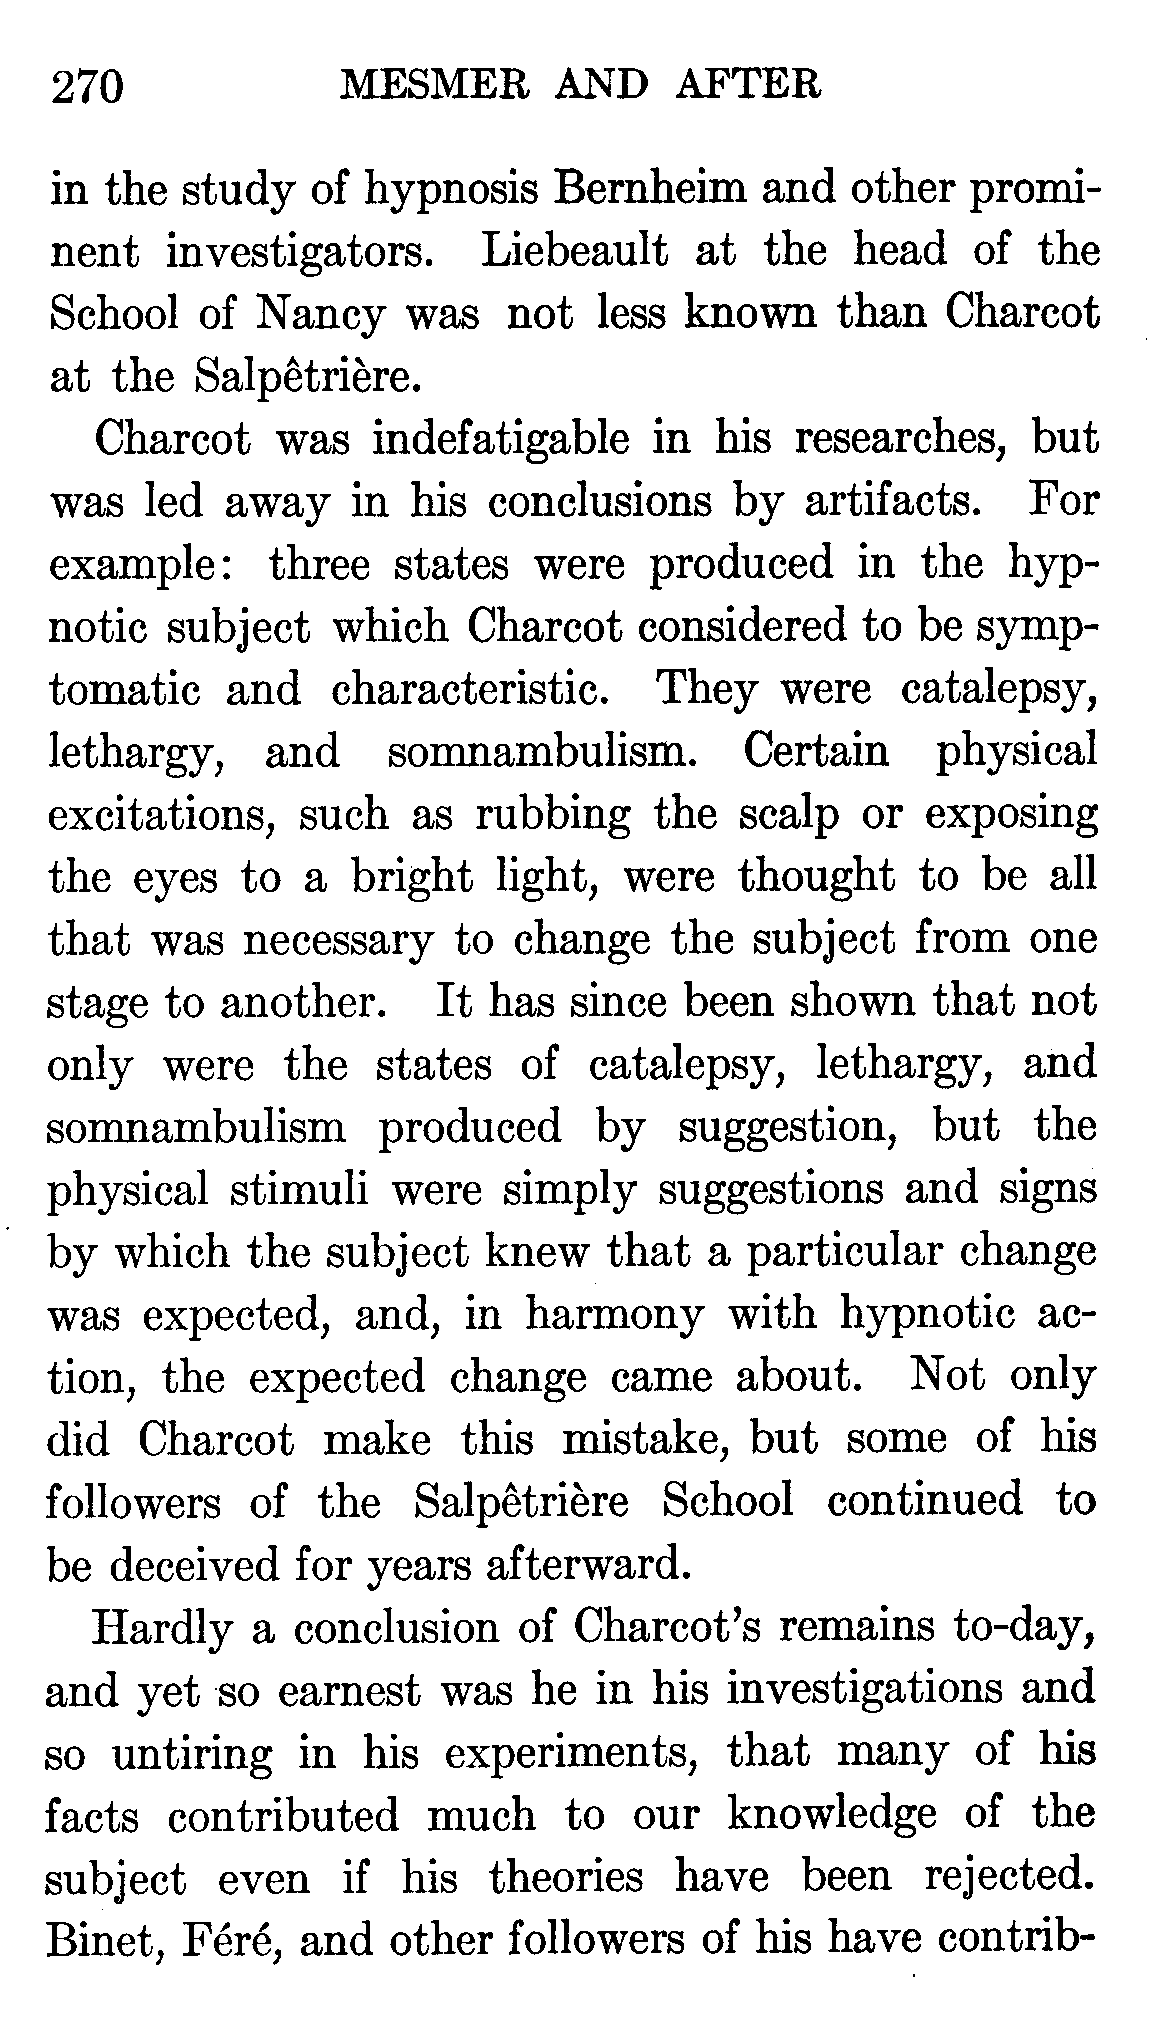 270 MESMER AND AFTER
in the study of hypnosis Bernheim and other promi-
nent investigators. Liebeault at the head of the
School of Nancy was not less known than Charcot
at the Salpêtrière.
Charcot was indefatigable in his researches, but
was led away in his conclusions by artifacts. For
example: three states were produced in the hyp-
notic subject which Charcot considered to be symp-
tomatic and characteristic. They were catalepsy,
lethargy, and somnambulism. Certain physical
excitations, such as rubbing the scalp or exposing
the eyes to a bright light, were thought to be all
that was necessary to change the subject from one
stage to another. It has since been shown that not
only were the states of catalepsy, lethargy, and
somnambulism produced by suggestion, but the
physical stimuli were simply suggestions and signs
by which the subject knew that a particular change
was expected, and, in harmony with hypnotic ac-
tion, the expected change came about. Not only
did Charcot make this mistake, but some of his
followers of the Salpêtrière School continued to
be deceived for years afterward.
Hardly a conclusion of Charcot's remains to-day,
and yet so earnest was he in his investigations and
so untiring in his experiments, that many of his
facts contributed much to our knowledge of the
subject even if his theories have been rejected.
Binet, Féré, and other followers of his have contrib-